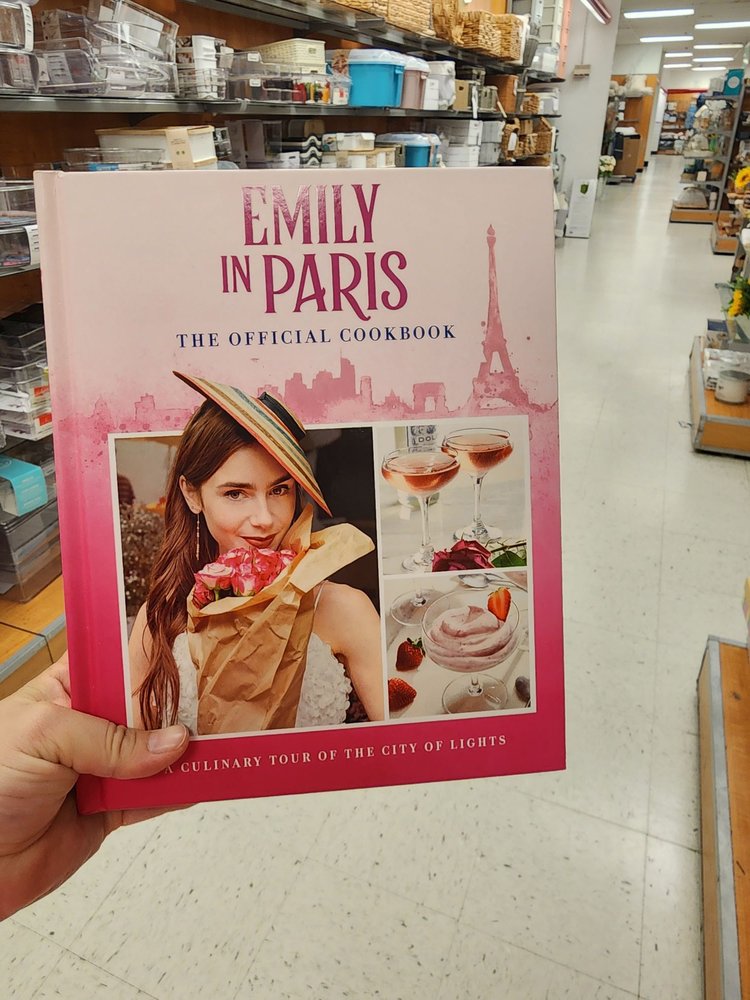 EMILY
IN PARIS
THE OFFICIAL COOKBOOK
A CULINARY TOUR OF THE CITY OF LIGHTS